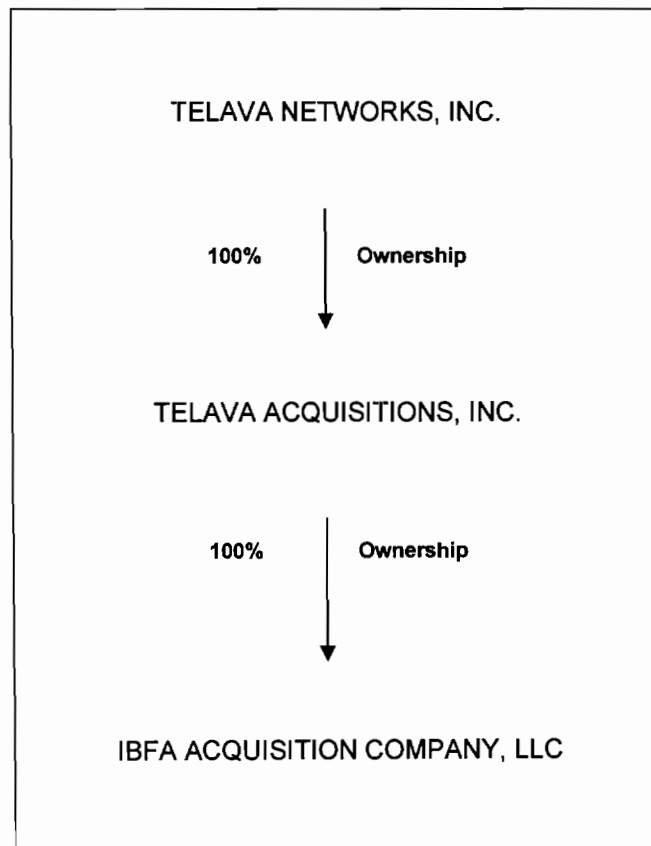 TELAVA NETWORKS, INC.
100% Ownership
TELAVA ACQUISITIONS, INC.
100% Ownership
IBFA ACQUISITION COMPANY, LLC